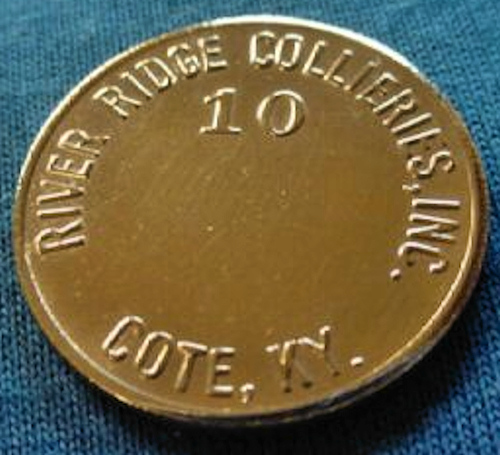 RIVER RIDGE COLLIERIES, INC.
10
COTE, KY.